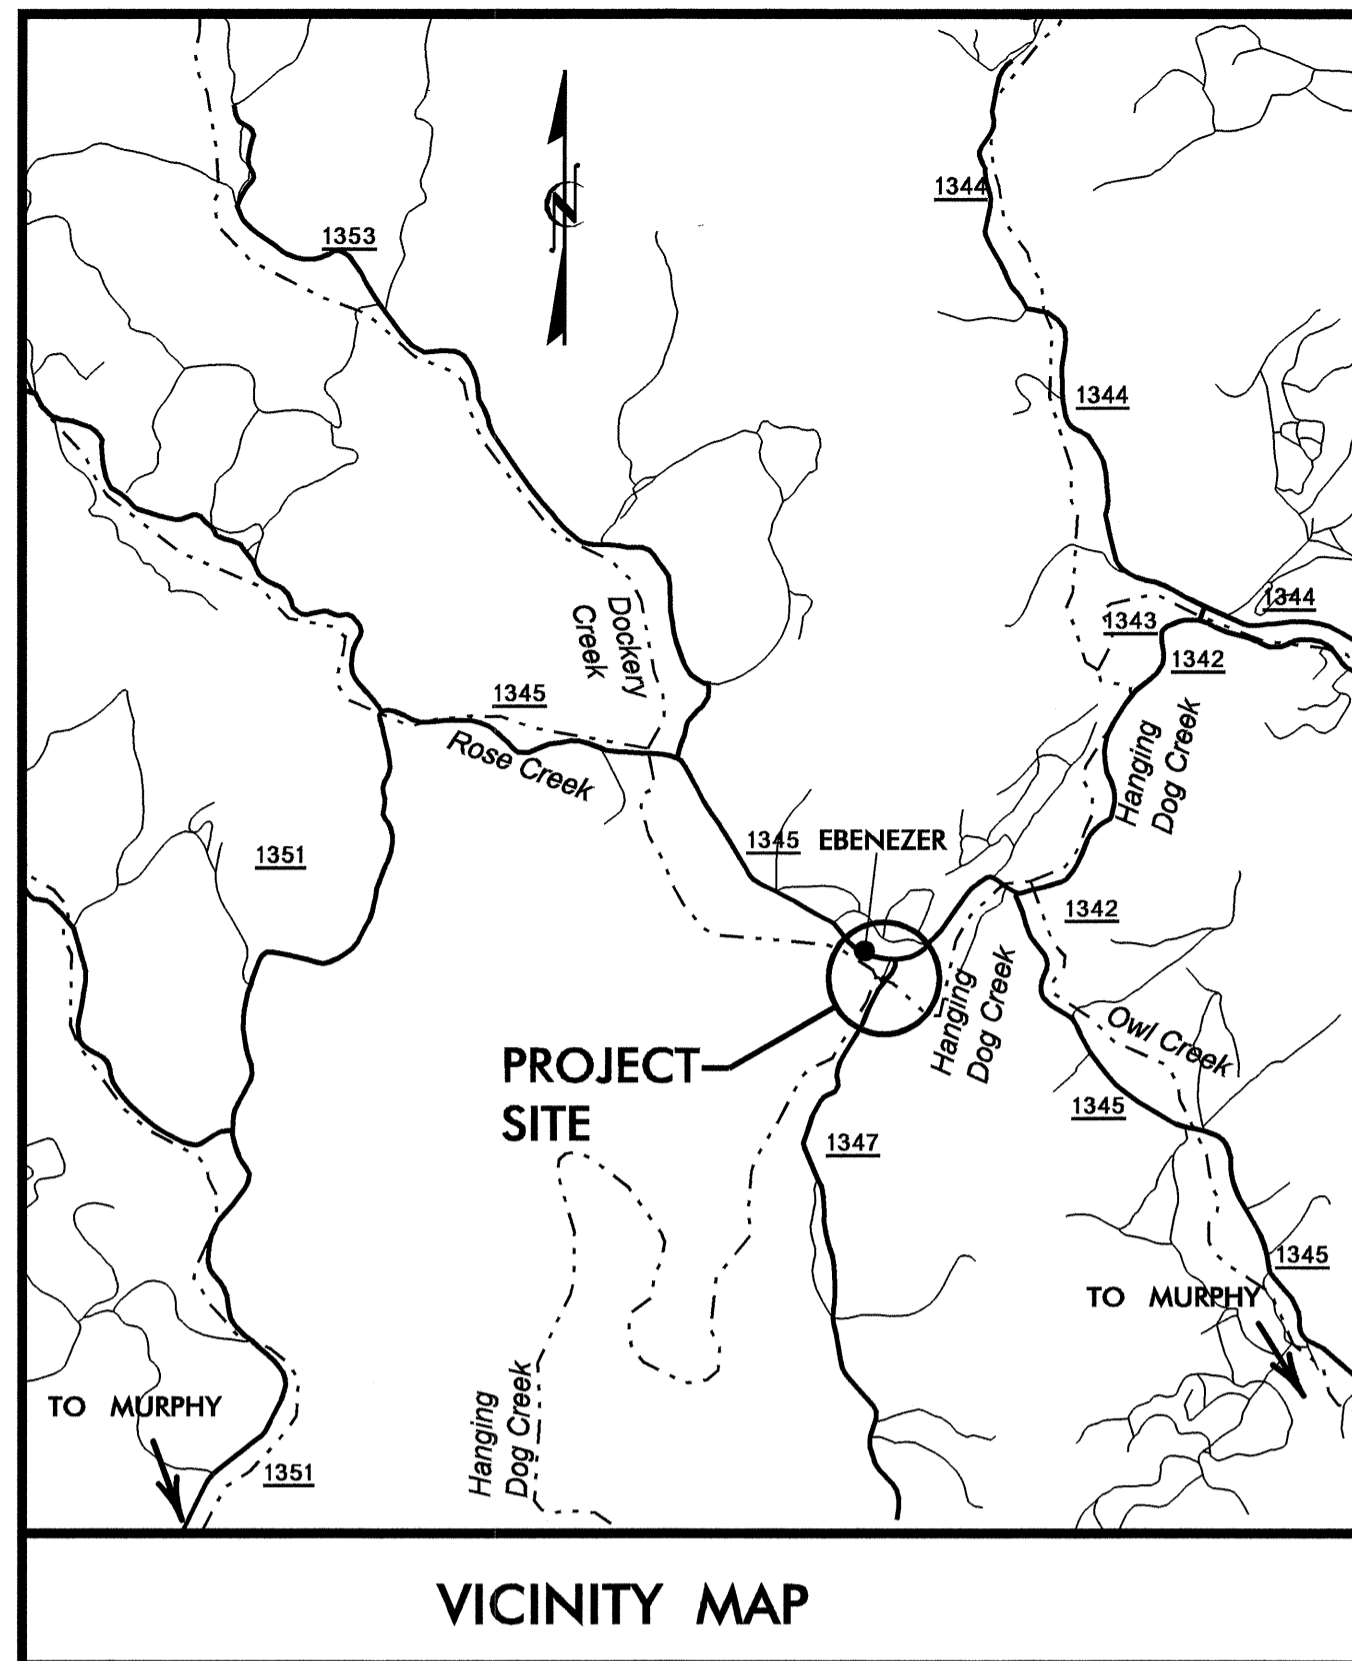 1344
1353
N
1344
1344
1343
1342
Dockery
Creek
1345
Rose Creek
Hanging
Dog Creek
1345
EBENEZER
1351
1342
Hanging
Dog Creek
Owl Creek
PROJECT
SITE
1345
1347
1345
TO MURPHY
Hanging
Dog Creek
TO MURPHY
1351
VICINITY MAP